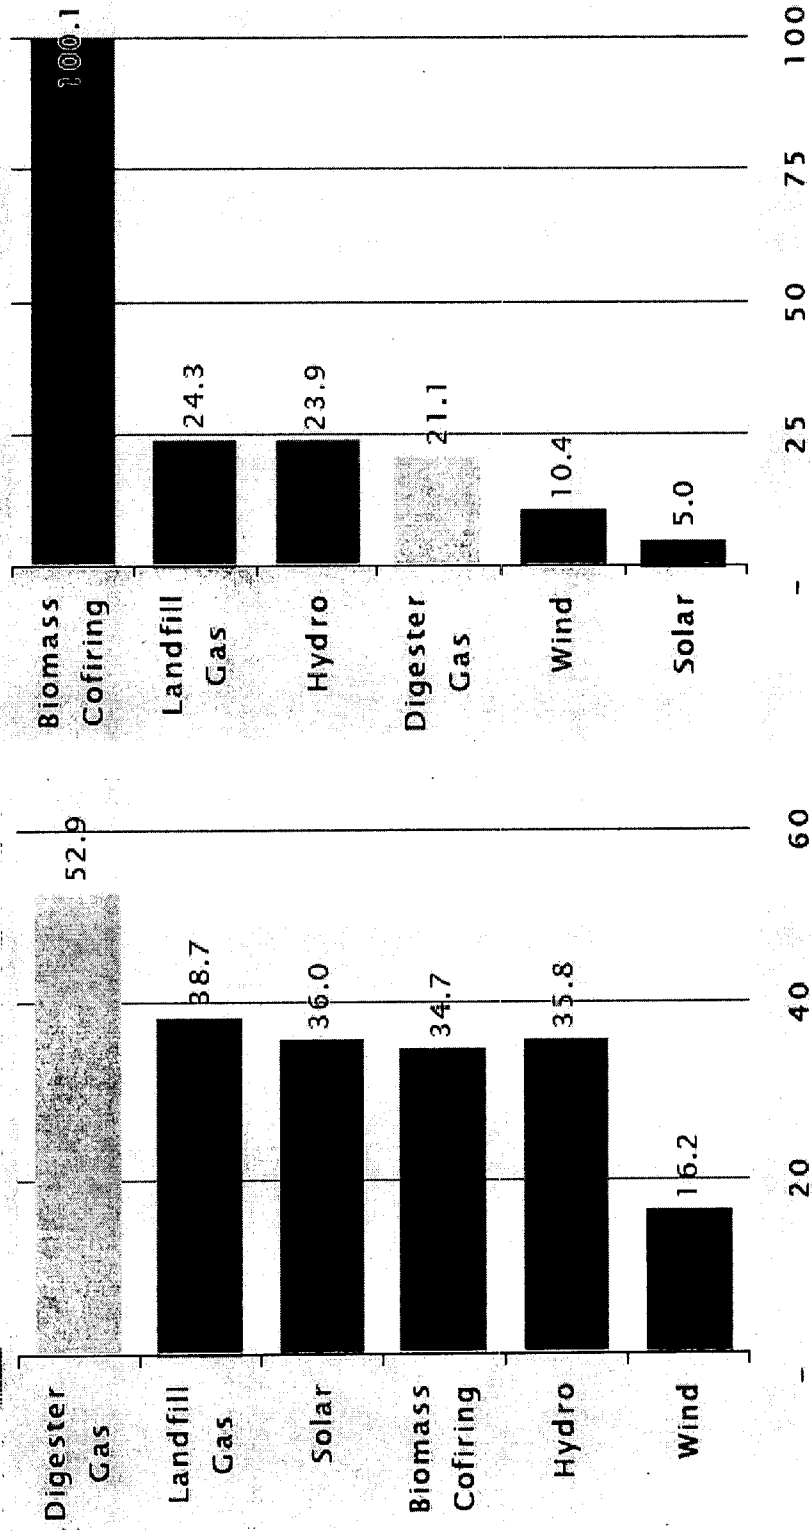 Digester
Gas
52.9
Landfill
Gas
38.7
Solar
36.0
Biomass
Cofiring
34.7
Hydro
35.8
Wind
16.2
–
20
40
60
Biomass
Cofiring
100.1
Landfill
Gas
24.3
Hydro
23.9
Digester
Gas
21.1
Wind
10.4
Solar
5.0
–
25
50
75
100